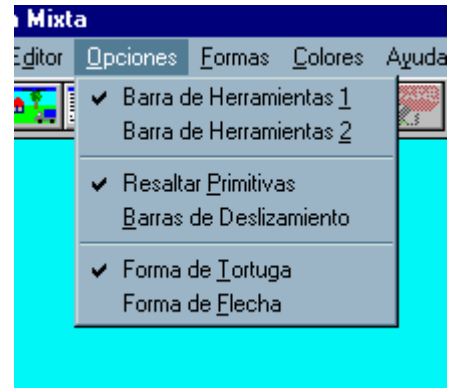 Mixta
Editor Opciones Formas Colores Ayuda
Barra de Herramientas 1
Barra de Herramientas 2
Resaltar Primitivas
Barras de Deslizamiento
Forma de Tortuga
Forma de Flecha